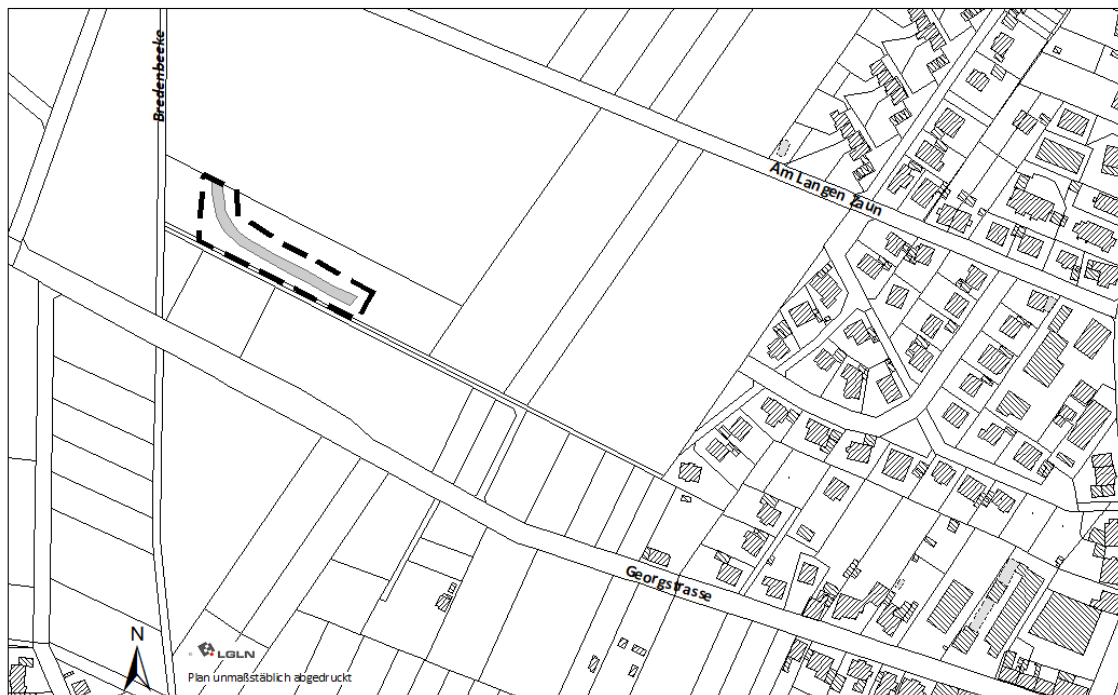 Bredenbeeke
Am Langen Zaun
Georgstrasse
N
LGLN
Plan unmaßstäblich abgedruckt